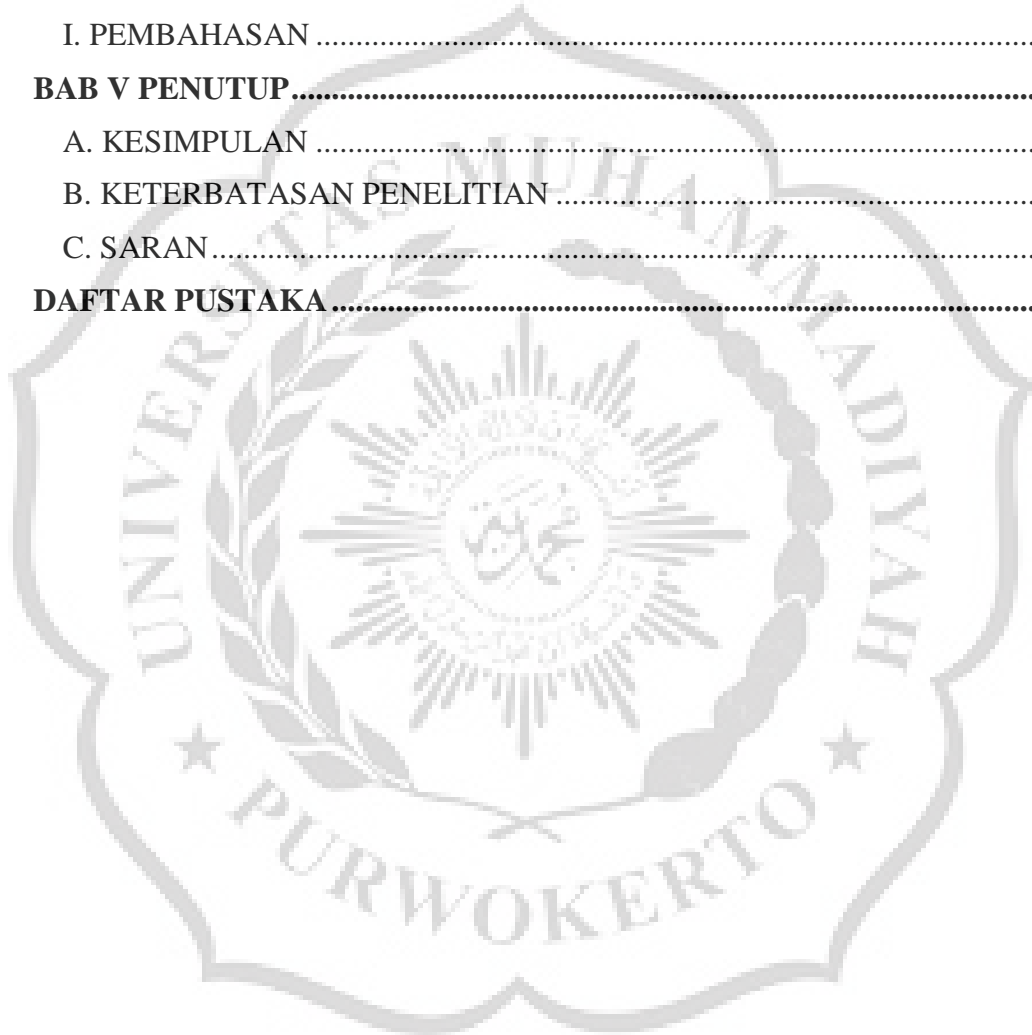 I. PEMBAHASAN ..........................................................................................
BAB V PENUTUP..........................................................................................
A. KESIMPULAN ..........................................................................................
B. KETERBATASAN PENELITIAN ............................................................
C. SARAN.......................................................................................................
DAFTAR PUSTAKA.....................................................................................
UNIVERSITAS MUHAMMADIYAH
PURWOKERTO